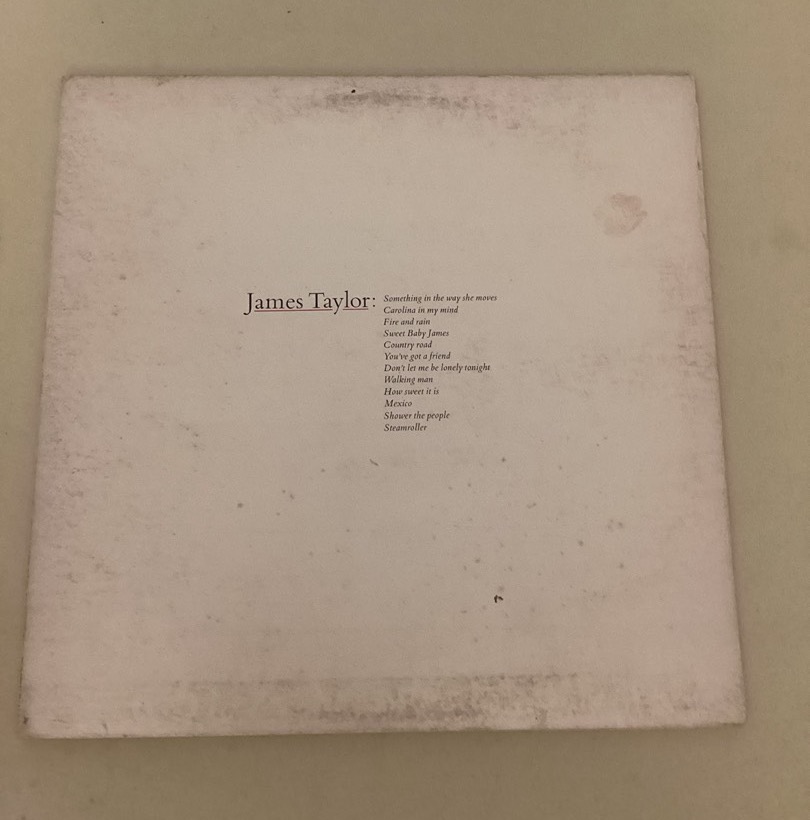 James Taylor:
Something in the way she moves
Carolina in my mind
Fire and rain
Sweet Baby James
Country road
You've got a friend
Don't let me be lonely tonight
Walking man
How sweet it is
Mexico
Shower the people
Steamroller